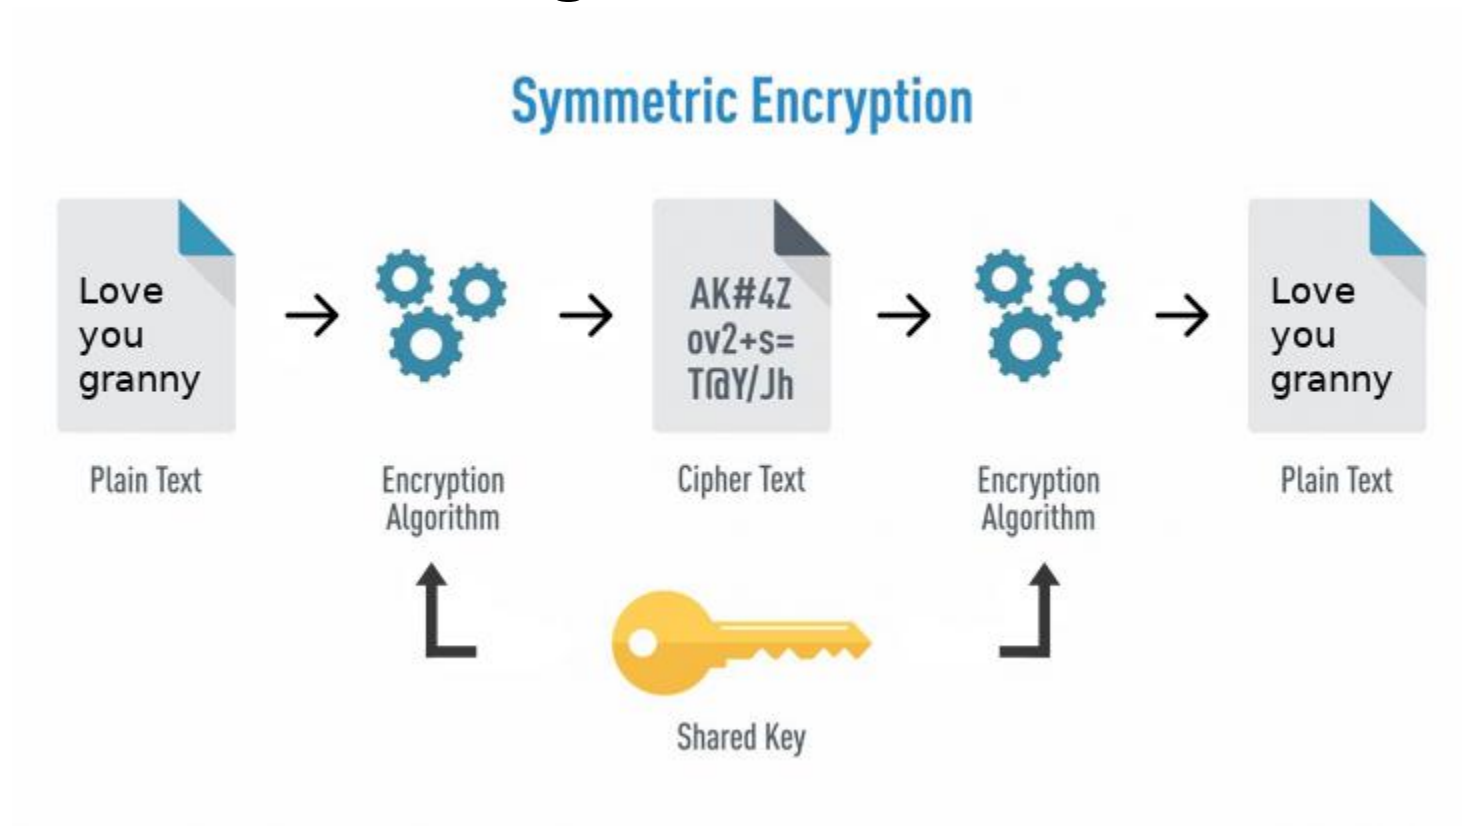 Symmetric Encryption
Love
you
granny
AK#4Z
ov2+s=
T@Y/Jh
Love
you
granny
Plain Text
Encryption
Algorithm
Cipher Text
Encryption
Algorithm
Plain Text
Shared Key